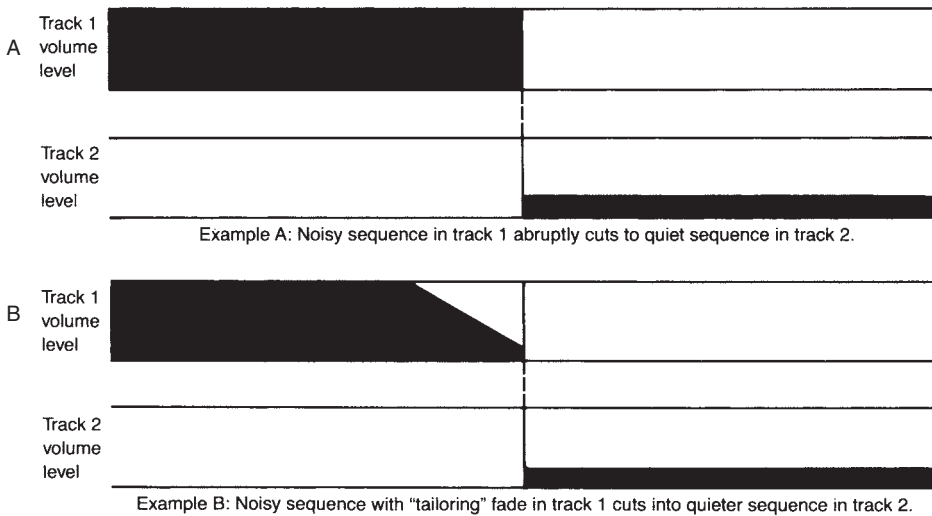 A
Track 1
volume
level
Track 2
volume
level
Example A: Noisy sequence in track 1 abruptly cuts to quiet sequence in track 2.
B
Track 1
volume
level
Track 2
volume
level
Example B: Noisy sequence with “tailoring” fade in track 1 cuts into quieter sequence in track 2.